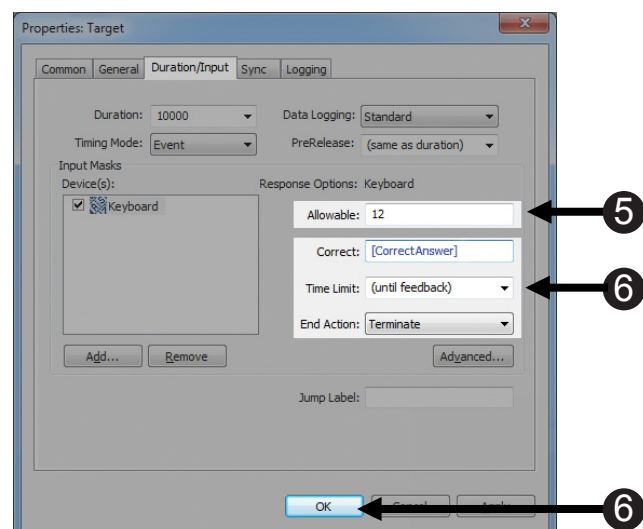 Properties: Target
Common General Duration/Input Sync Logging
Duration: 10000 Data Logging: Standard
Timing Mode: Event PreRelease: (same as duration)
Input Masks
Device(s): Response Options: Keyboard
Keyboard
Allowable: 12 5
Correct: [CorrectAnswer]
Time Limit: (until feedback) 6
End Action: Terminate
Add... Remove Advanced...
Jump Label:
OK Cancel Apply 6